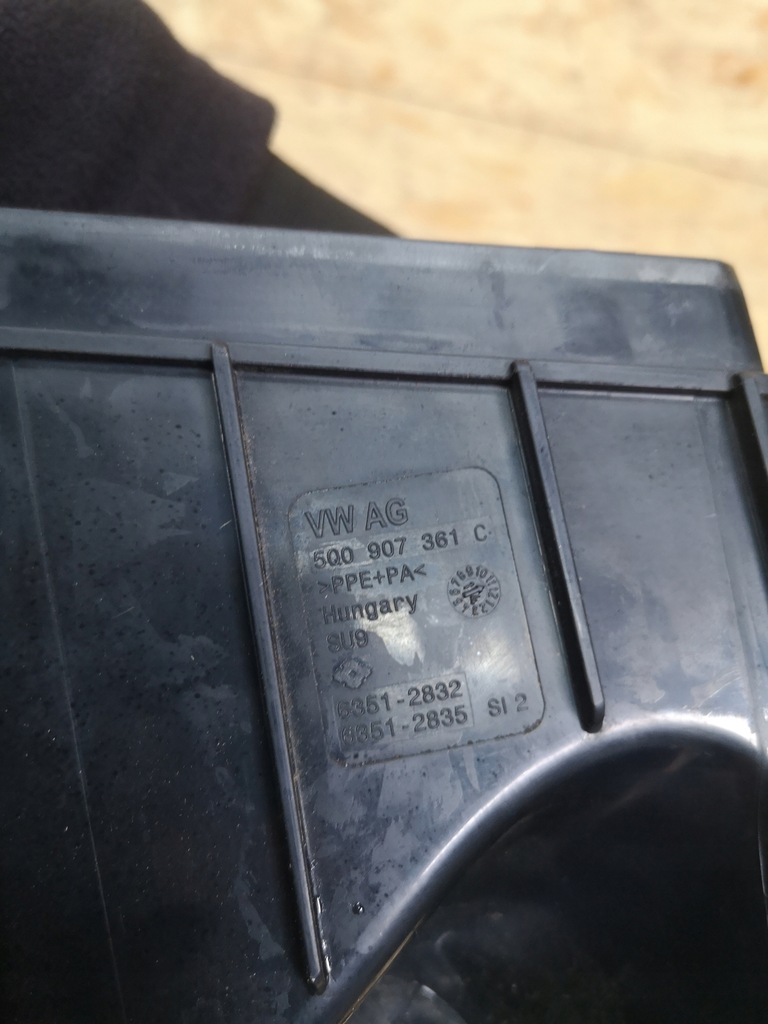 VW AG
5Q0 907 361 C
>PPE+PA<
Hungary
SU9
6351-2832
6351-2835 SI 2